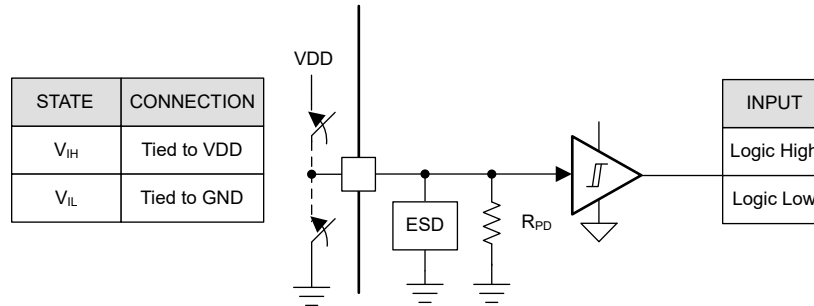 VDD
STATE CONNECTION
V_IH Tied to VDD
V_IL Tied to GND
ESD
R_PD
INPUT
Logic High
Logic Low